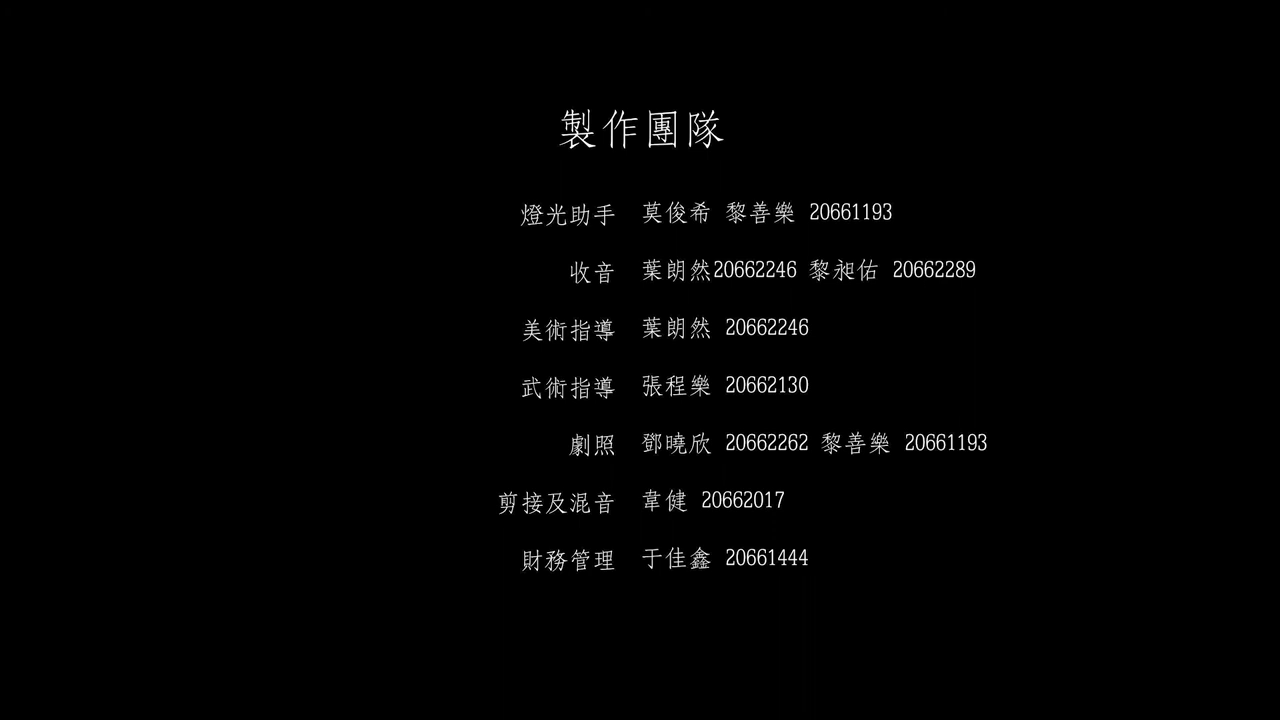 製作團隊
燈光助手 莫俊希 黎善樂 20661193
收音 葉朗然20662246 黎昶佑 20662289
美術指導 葉朗然 20662246
武術指導 張程樂 20662130
劇照 鄧曉欣 20662262 黎善樂 20661193
剪接及混音 韋健 20662017
財務管理 于佳鑫 20661444